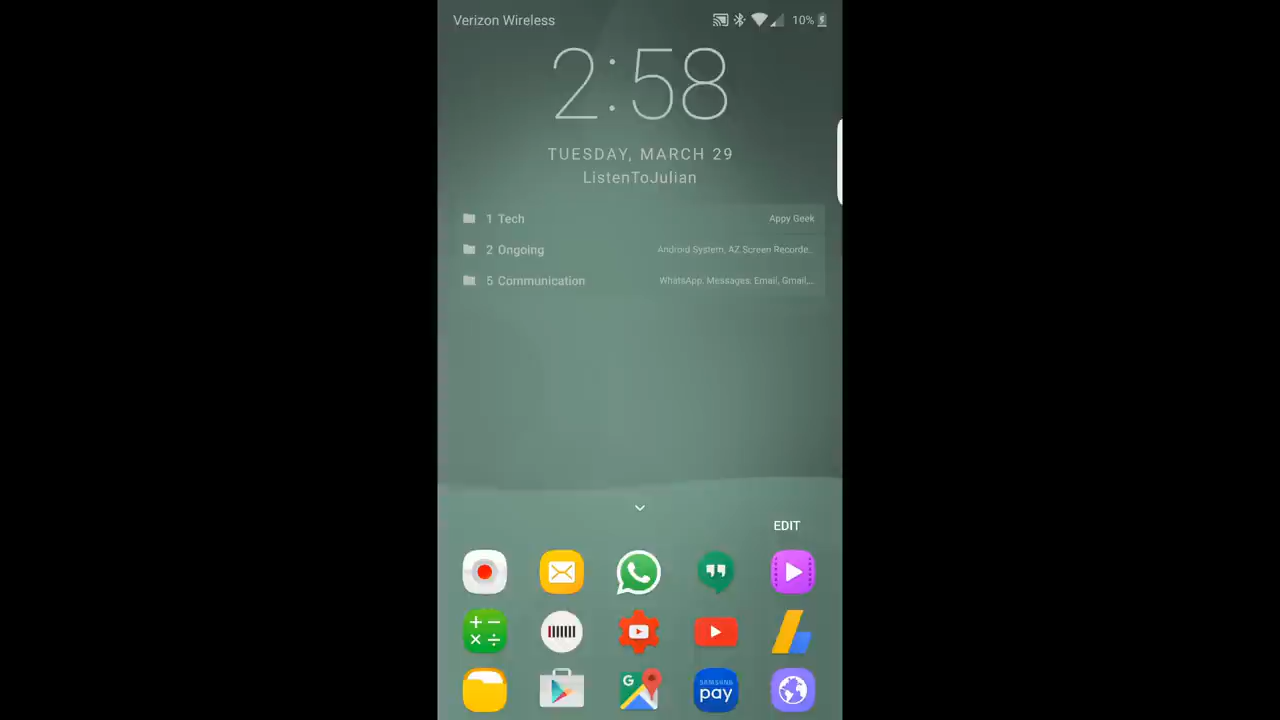 Verizon Wireless 10%
2:58
TUESDAY, MARCH 29
ListenToJulian
1 Tech Appy Geek
2 Ongoing Android System, AZ Screen Recorde..
5 Communication WhatsApp, Messages, Email, Gmail,...
EDIT
G
SAMSUNG
pay